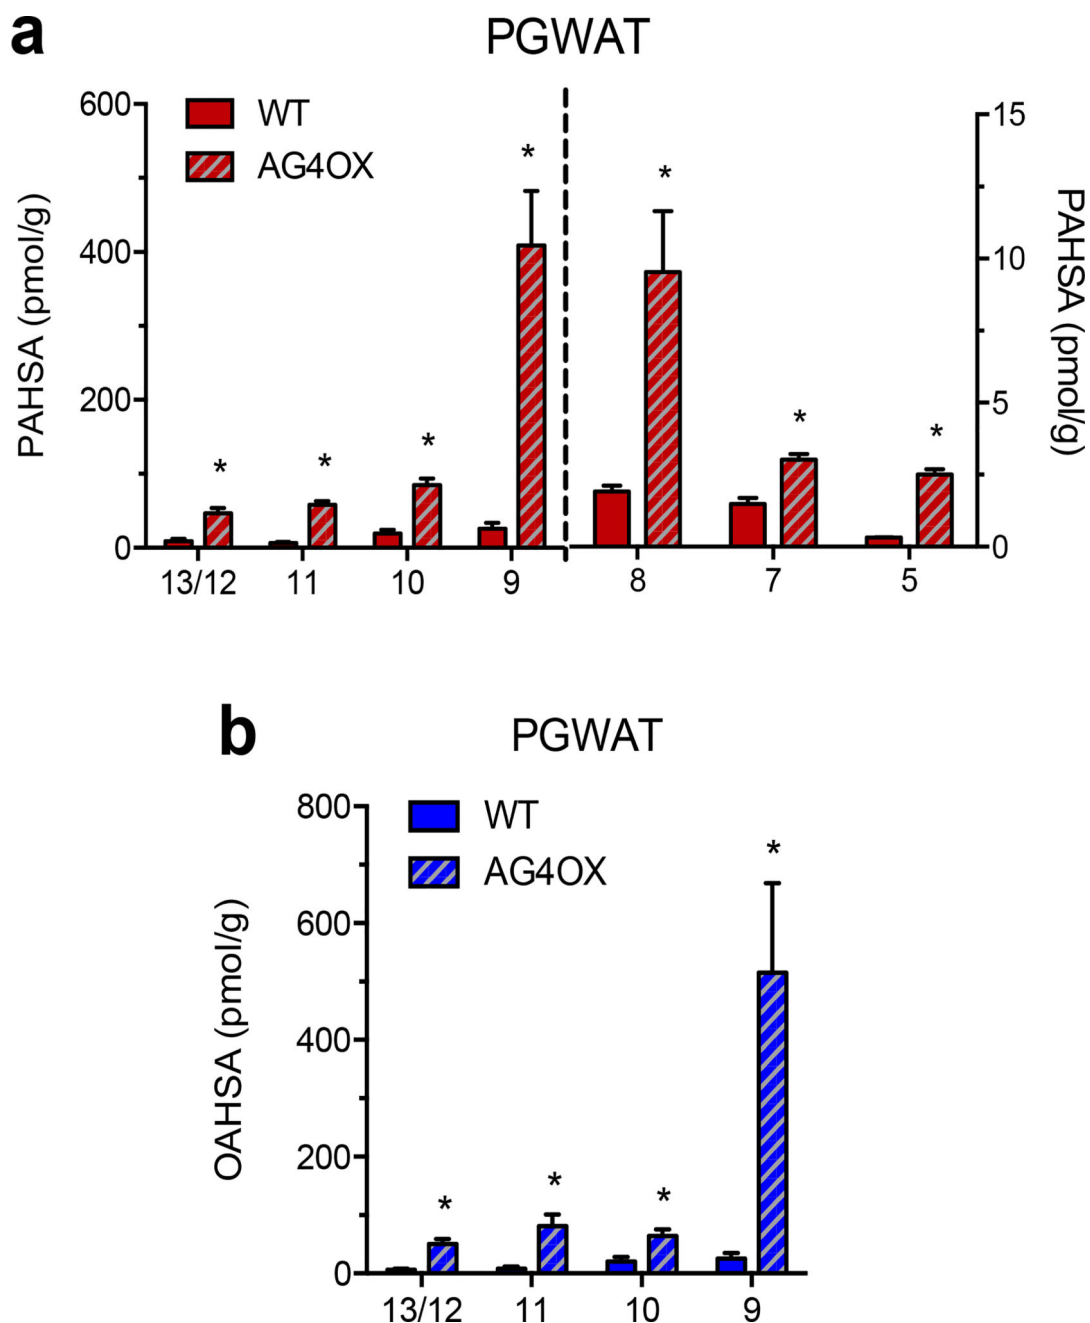 a
PGWAT
WT
AG4OX
PAHSA (pmol/g)
600
400
200
0
* * * * * * *
15
10
5
0
PAHSA (pmol/g)
13/12 11 10 9 8 7 5
b
PGWAT
WT
AG4OX
OAHSA (pmol/g)
800
600
400
200
0
* * * *
13/12 11 10 9